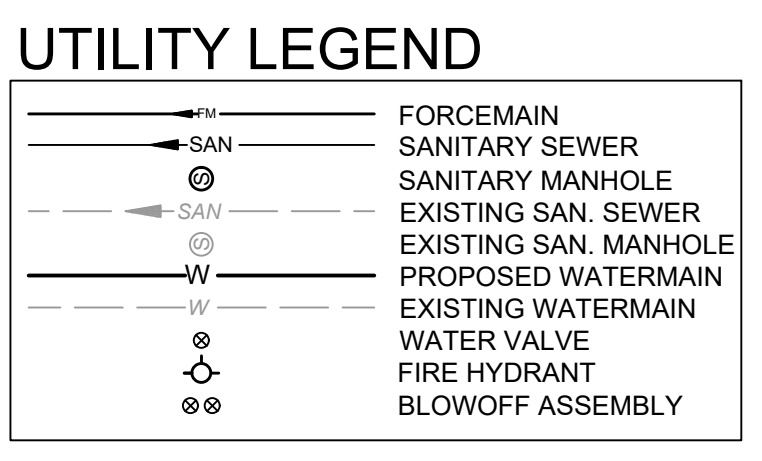 UTILITY LEGEND
FM FORCEMAIN
SAN SANITARY SEWER
S SANITARY MANHOLE
SAN EXISTING SAN. SEWER
S EXISTING SAN. MANHOLE
W PROPOSED WATERMAIN
W EXISTING WATERMAIN
WATER VALVE
FIRE HYDRANT
BLOWOFF ASSEMBLY